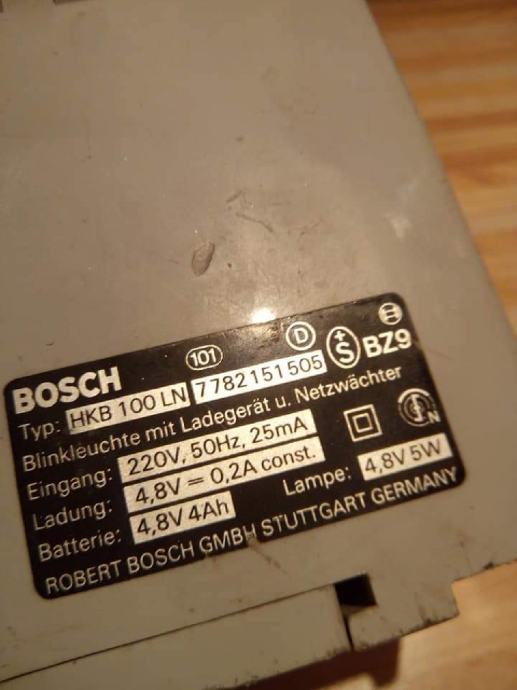 BOSCH 101 D +S BZ9
Typ: HKB 100 LN 7782151505
Blinkleuchte mit Ladegerät u. Netzwächter
Eingang: 220V, 50Hz, 25mA
Ladung: 4,8V = 0,2A const.
Batterie: 4,8V 4Ah Lampe: 4,8V 5W
ROBERT BOSCH GMBH STUTTGART GERMANY